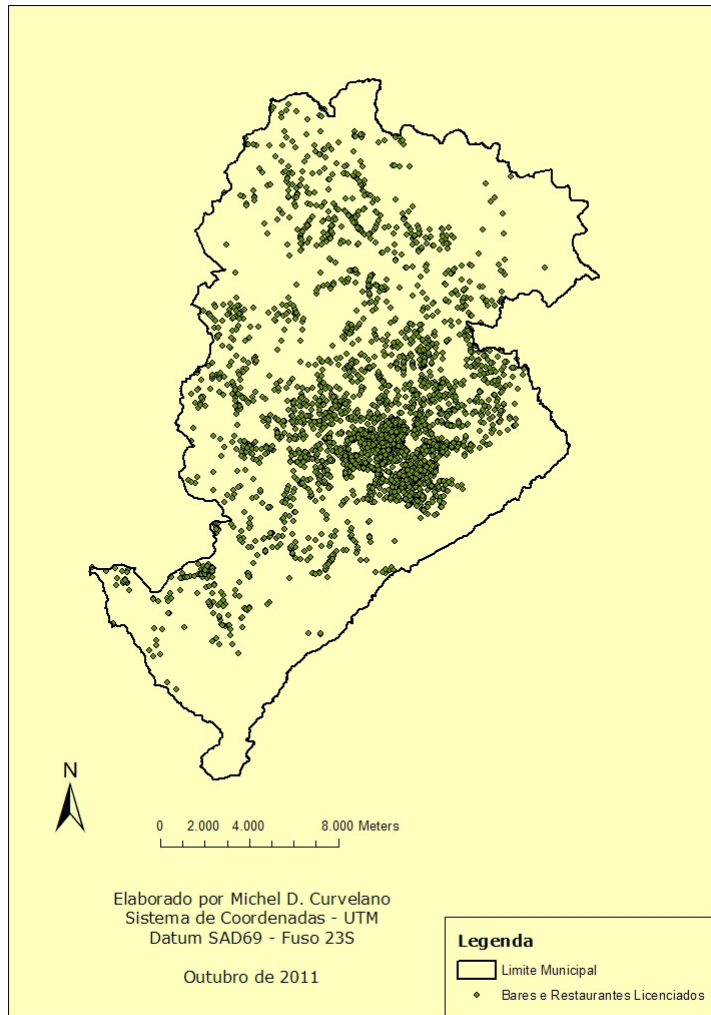 N
0 2.000 4.000 8.000 Meters
Elaborado por Michel D. Curvelano
Sistema de Coordenadas - UTM
Datum SAD69 - Fuso 23S
Outubro de 2011
Legenda
Limite Municipal
Bares e Restaurantes Licenciados